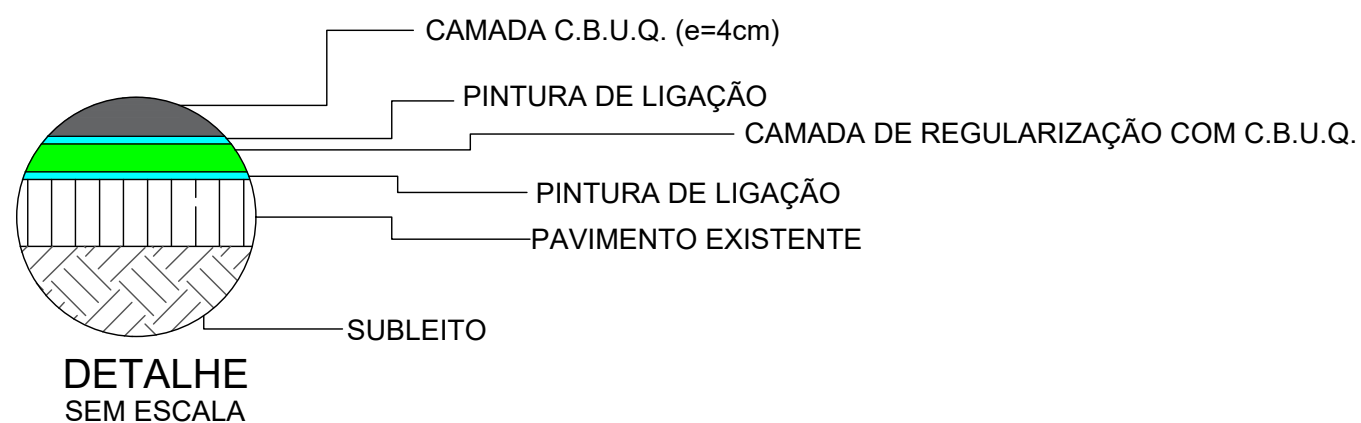 CAMADA C.B.U.Q. (e=4cm)
PINTURA DE LIGAÇÃO
CAMADA DE REGULARIZAÇÃO COM C.B.U.Q.
PINTURA DE LIGAÇÃO
PAVIMENTO EXISTENTE
SUBLEITO
DETALHE
SEM ESCALA